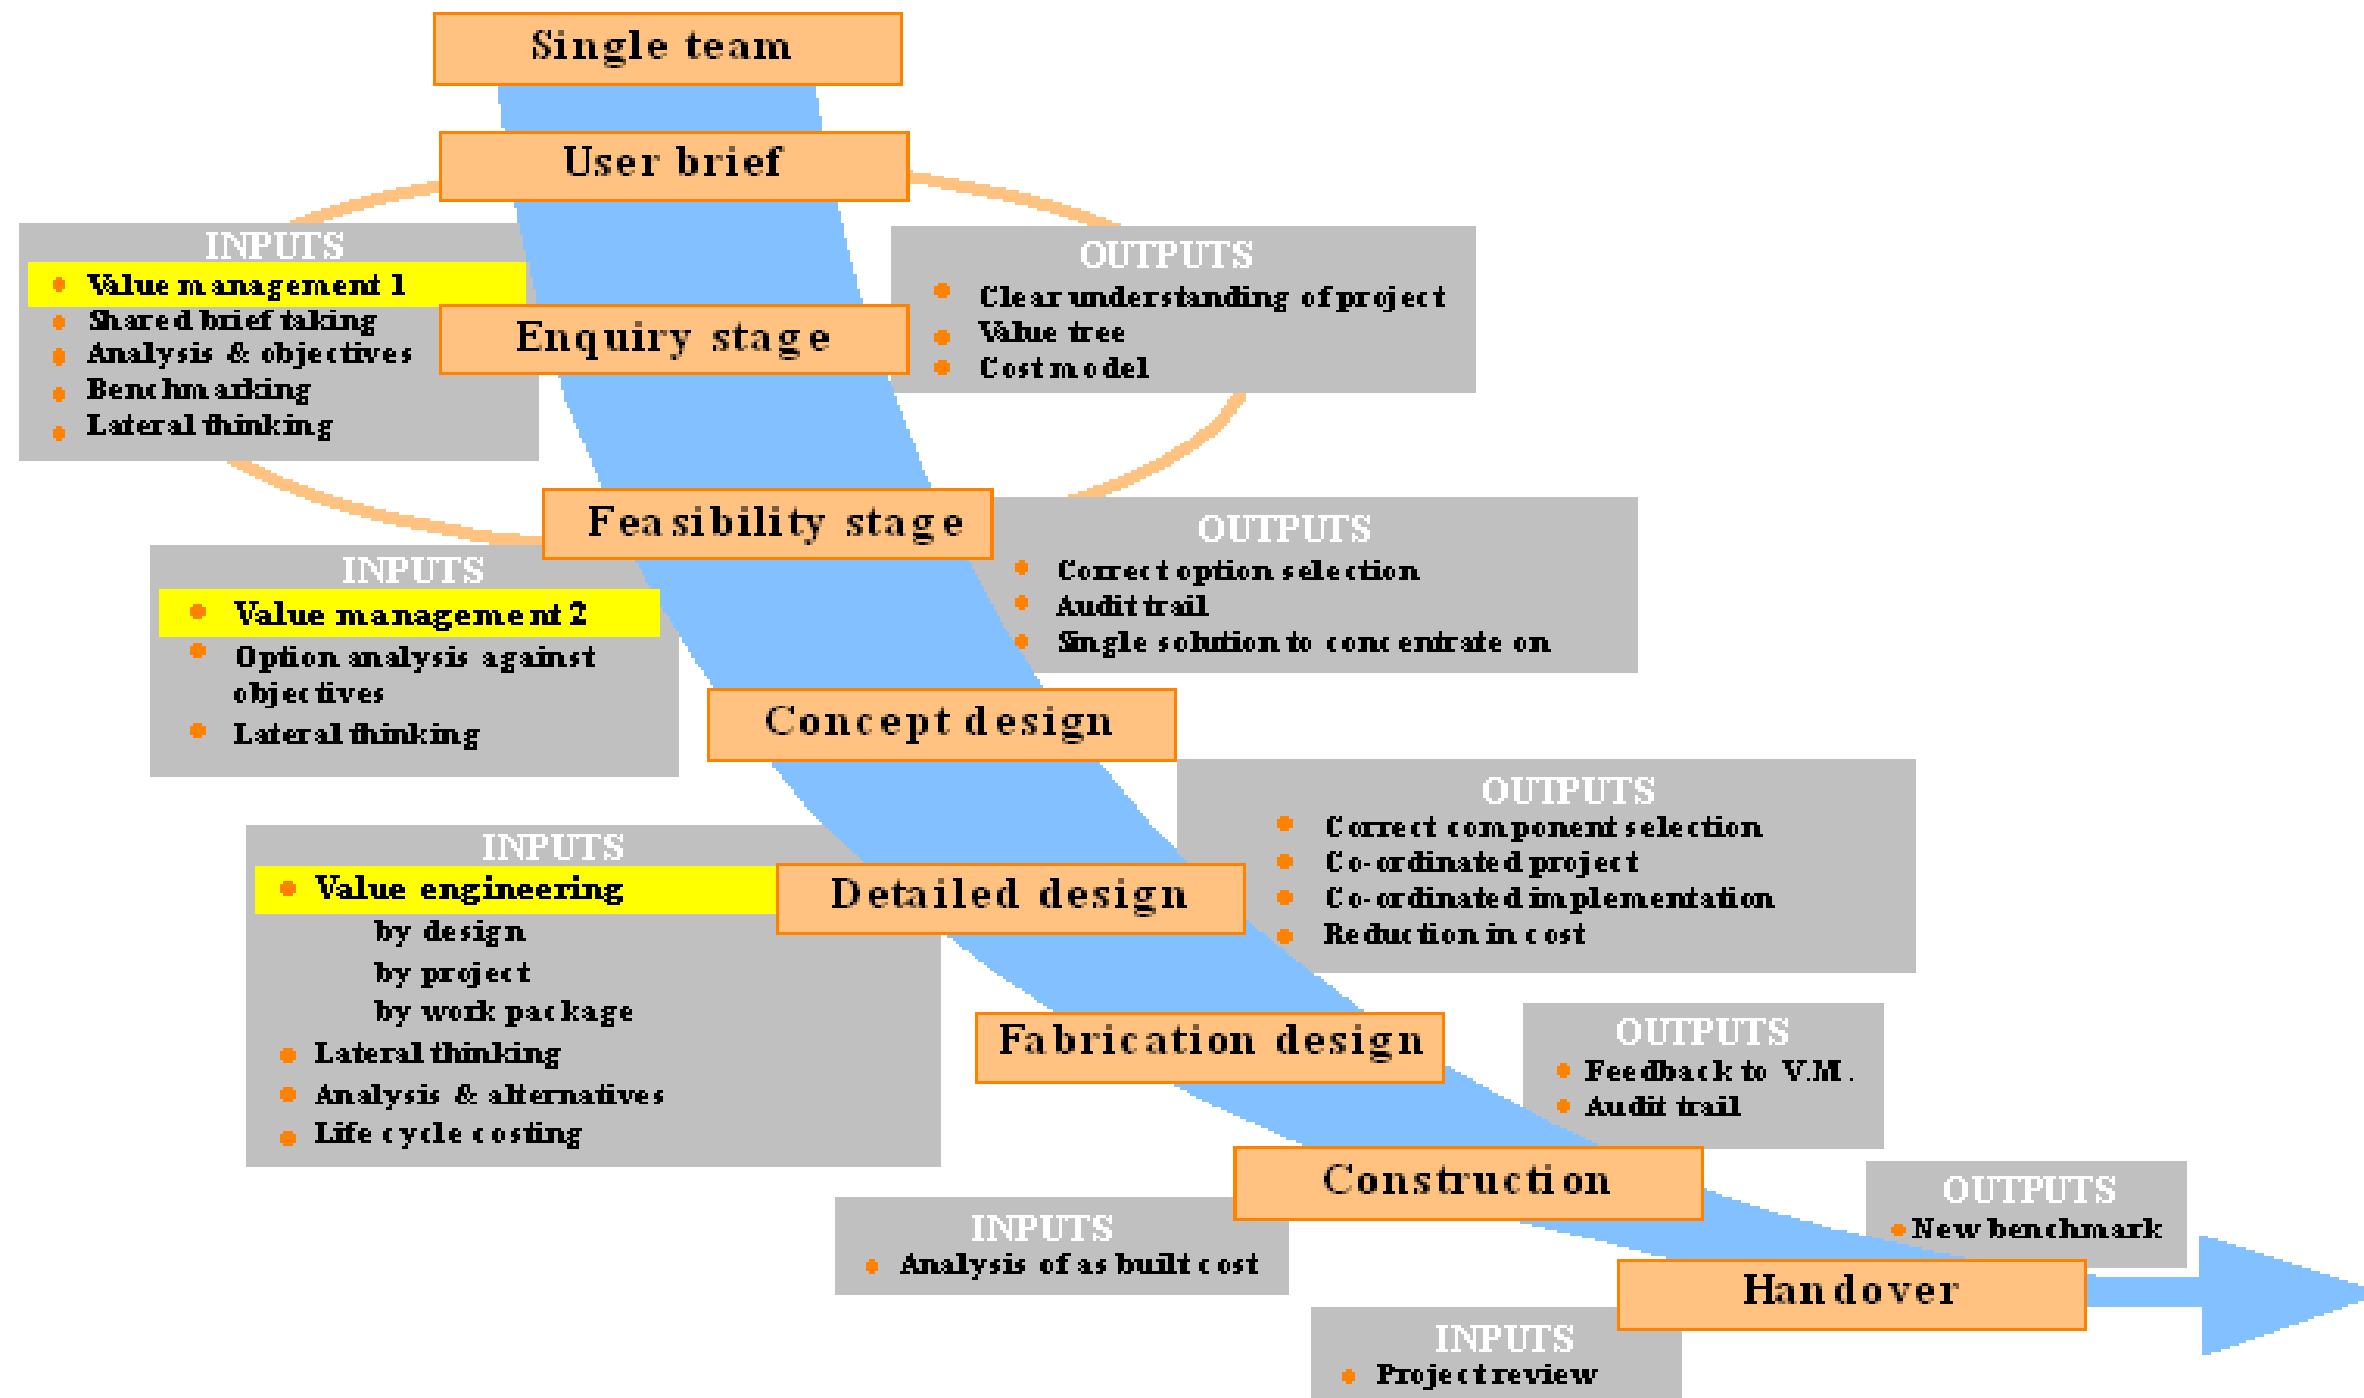 Single team
User brief
INPUTS
Value management 1
Shared brief taking
Analysis & objectives
Benchmarking
Lateral thinking
Enquiry stage
OUTPUTS
Clear understanding of project
Value tree
Cost model
Feasibility stage
INPUTS
Value management 2
Option analysis against
objectives
Lateral thinking
OUTPUTS
Correct option selection
Audit trail
Single solution to concentrate on
Concept design
INPUTS
Value engineering
by design
by project
by work package
Lateral thinking
Analysis & alternatives
Life cycle costing
Detailed design
OUTPUTS
Correct component selection
Co-ordinated project
Co-ordinated implementation
Reduction in cost
Fabrication design
OUTPUTS
Feedback to V.M.
Audit trail
Construction
INPUTS
Analysis of as built cost
OUTPUTS
New benchmark
Handover
INPUTS
Project review